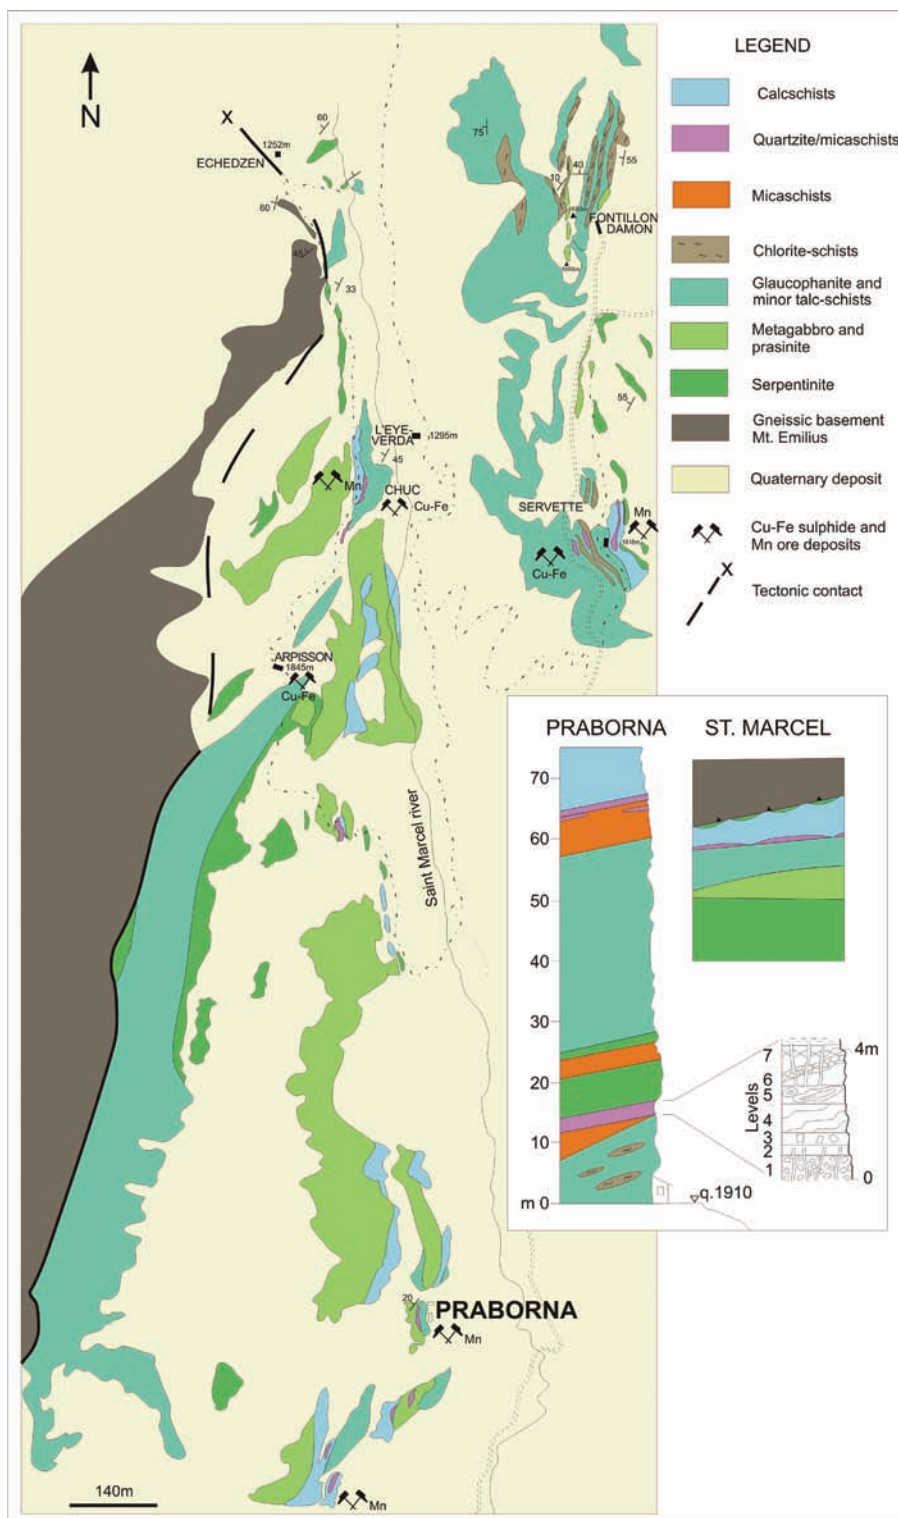 LEGEND
Calcschists
Quartzite/micaschists
Micaschists
Chlorite-schists
Glaucophanite and
minor talc-schists
Metagabbro and
prasinite
Serpentinite
Gneissic basement
Mt. Emilius
Quaternary deposit
Cu-Fe sulphide and
Mn ore deposits
X
Tectonic contact
N
X
60
1252m
ECHEDZEN
60
45
33
75
10
40
55
FONTILLON
DAMON
L'EYE-
VERDA
1295m
45
Mn
CHUC
Cu-Fe
55
SERVETTE
Mn
1818m
Cu-Fe
ARPISSON
1845m
Cu-Fe
Saint Marcel river
20
PRABORNA
Mn
Mn
140m
PRABORNA
ST. MARCEL
70
60
50
40
30
20
10
m 0
q.1910
Levels
7
6
5
4
3
2
1
4m
0